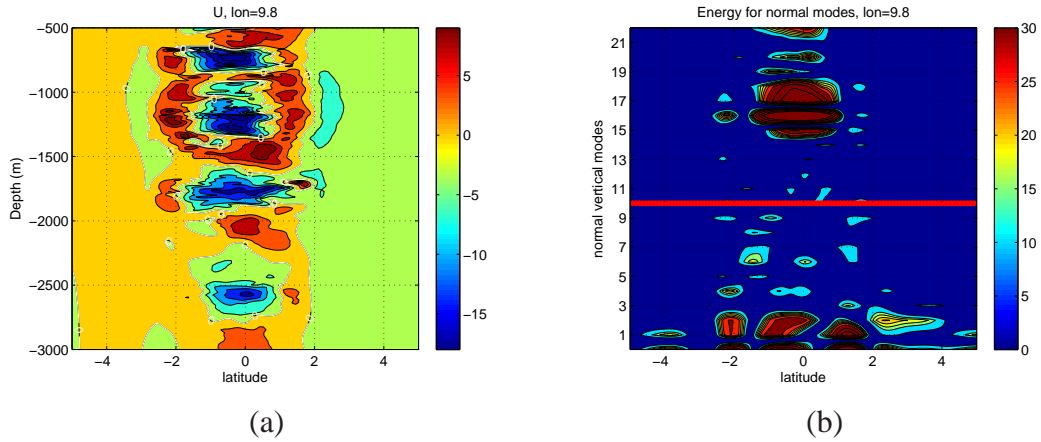 U, lon=9.8
−500
−1000
−1500
−2000
−2500
−3000
Depth (m)
−4 −2 0 2 4
latitude
5
0
−5
−10
−15
(a)
Energy for normal modes, lon=9.8
21
19
17
15
13
11
9
7
5
3
1
normal vertical modes
−4 −2 0 2 4
latitude
30
25
20
15
10
5
0
(b)